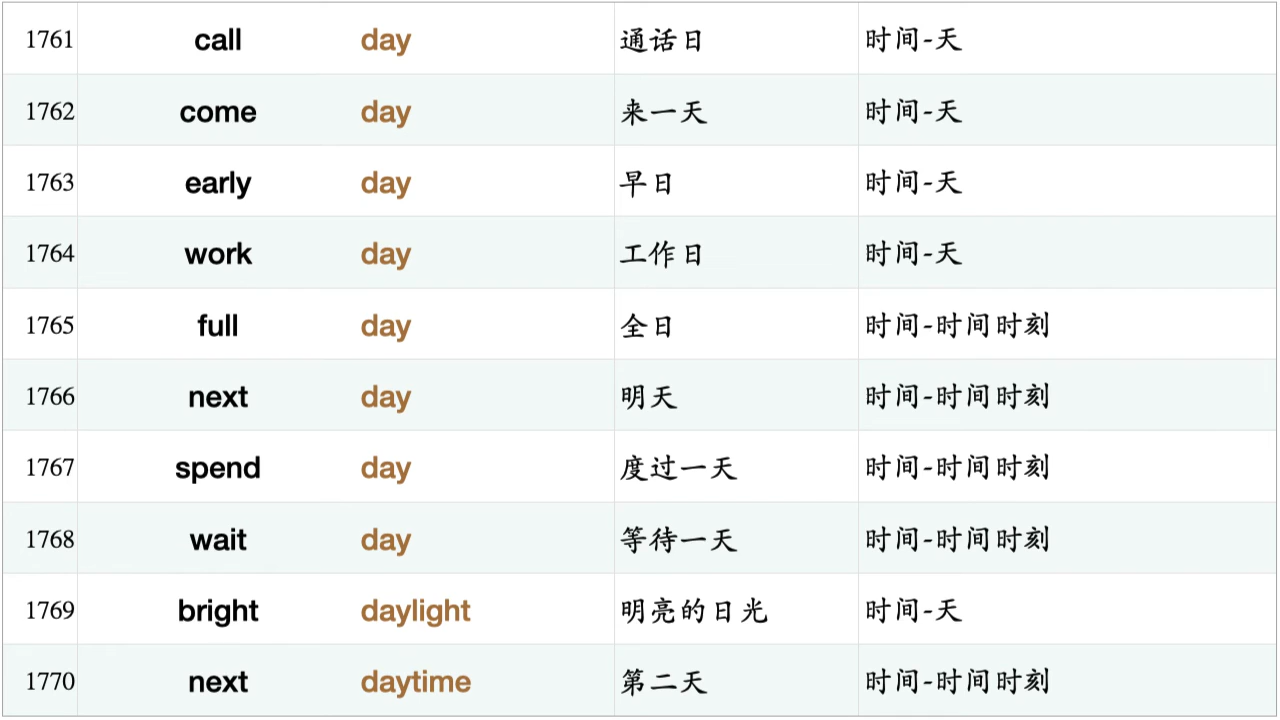 1761 call day 通话日 时间-天
1762 come day 来一天 时间-天
1763 early day 早日 时间-天
1764 work day 工作日 时间-天
1765 full day 全日 时间-时间时刻
1766 next day 明天 时间-时间时刻
1767 spend day 度过一天 时间-时间时刻
1768 wait day 等待一天 时间-时间时刻
1769 bright daylight 明亮的日光 时间-天
1770 next daytime 第二天 时间-时间时刻